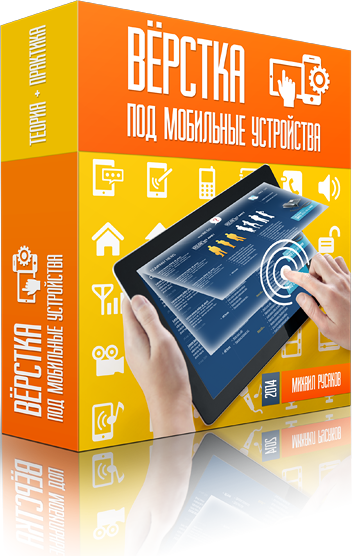 ВЁРСТКА
ПОД МОБИЛЬНЫЕ УСТРОЙСТВА
ТЕОРИЯ + ПРАКТИКА
ВЁРСТКА
ПОД МОБИЛЬНЫЕ УСТРОЙСТВА
2014
МИХАИЛ РУСАКОВ